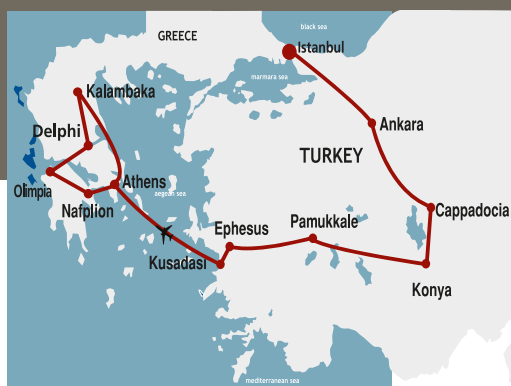 black sea
GREECE
Istanbul
marmara sea
Kalambaka
Ankara
Delphi
TURKEY
Olimpia
Athens
aegean sea
Nafplion
Cappadocia
Pamukkale
Ephesus
Kusadasi
Konya
mediterranean sea